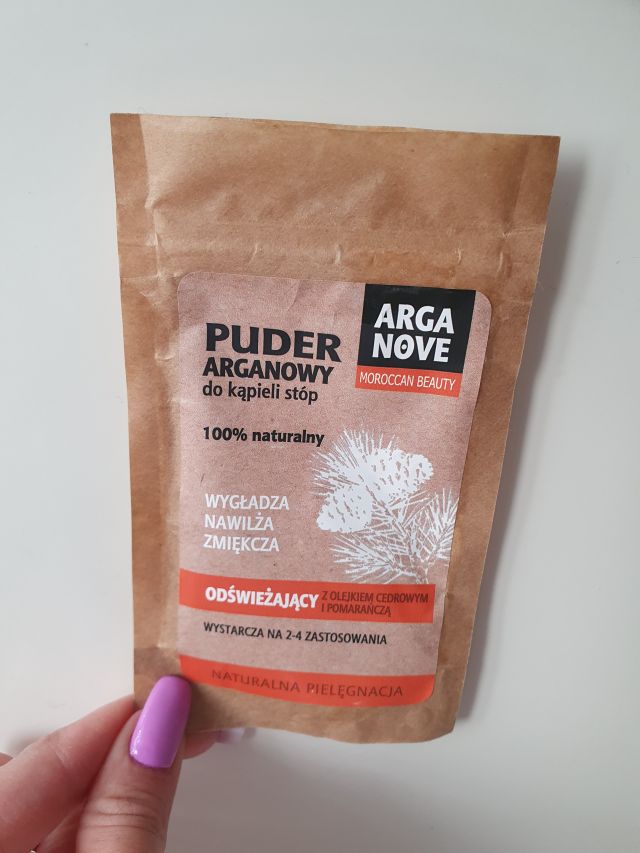 ARGA
NOVE
MOROCCAN BEAUTY
PUDER
ARGANOWY
do kąpieli stóp
100% naturalny
WYGŁADZA
NAWILŻA
ZMIĘKCZA
ODŚWIEŻAJĄCY Z OLEJKIEM CEDROWYM
I POMARAŃCZĄ
WYSTARCZA NA 2-4 ZASTOSOWANIA
NATURALNA PIELĘGNACJA